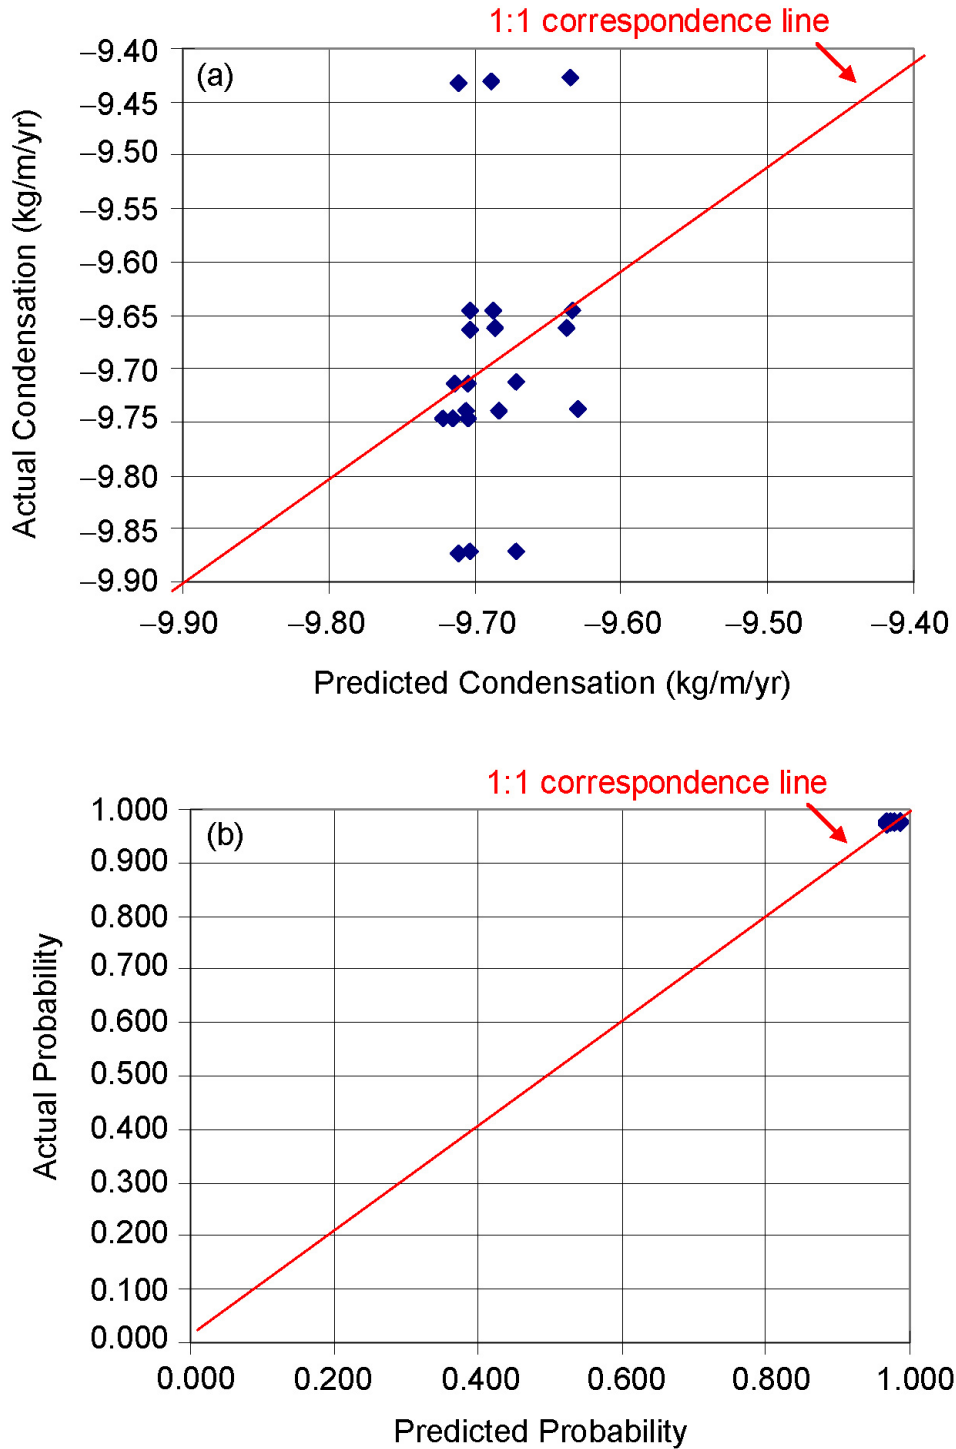 1:1 correspondence line
(a)
Actual Condensation (kg/m/yr)
−9.40
−9.45
−9.50
−9.55
−9.60
−9.65
−9.70
−9.75
−9.80
−9.85
−9.90
−9.90 −9.80 −9.70 −9.60 −9.50 −9.40
Predicted Condensation (kg/m/yr)
1:1 correspondence line
(b)
Actual Probability
1.000
0.900
0.800
0.700
0.600
0.500
0.400
0.300
0.200
0.100
0.000
0.000 0.200 0.400 0.600 0.800 1.000
Predicted Probability